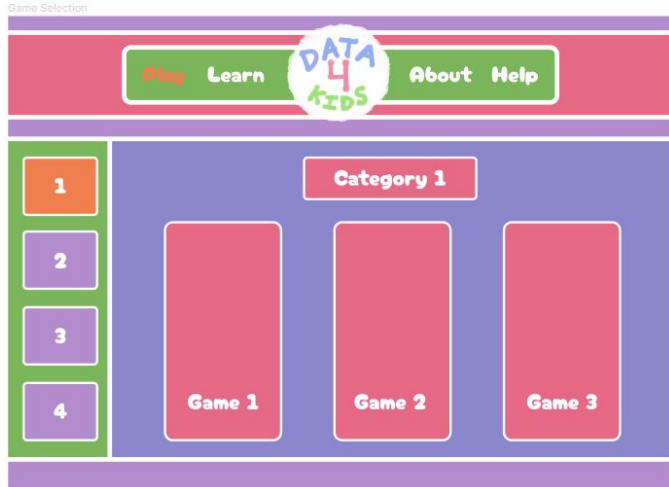 Game Selection
Play Learn DATA 4 KIDS About Help
1
2
3
4
Category 1
Game 1 Game 2 Game 3